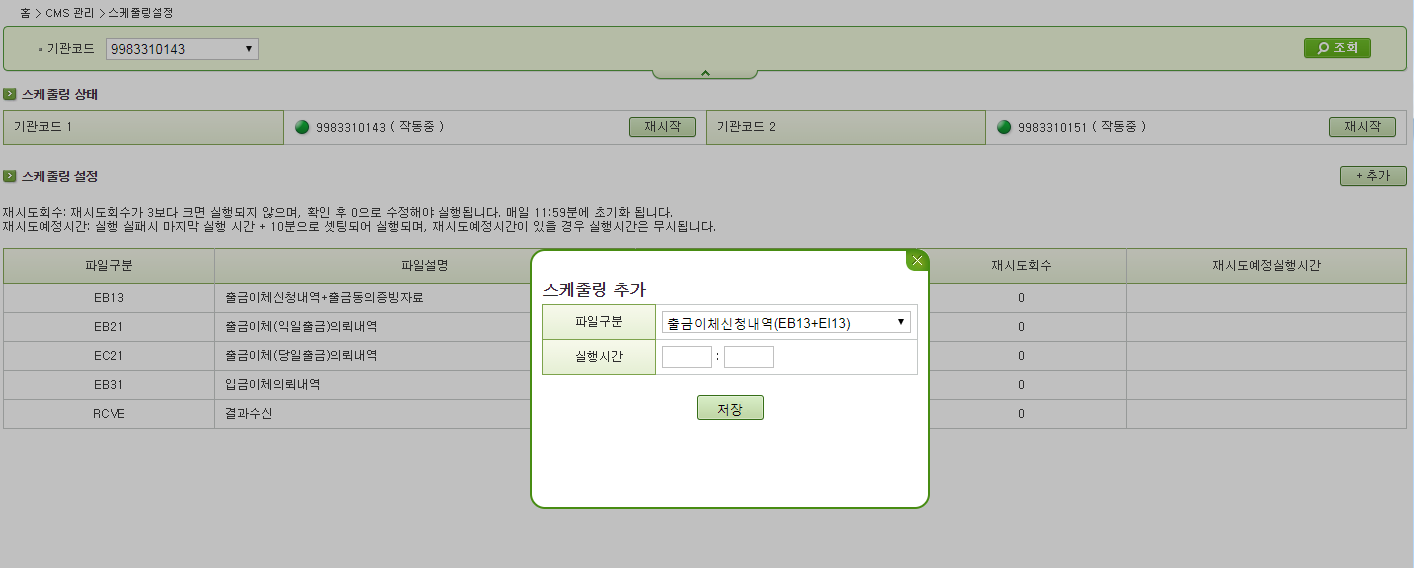 홈 > CMS 관리 > 스케줄링설정
기관코드 9983310143 조회
스케줄링 상태
기관코드 1 9983310143 ( 작동중 ) 재시작 기관코드 2 9983310151 ( 작동중 ) 재시작
스케줄링 설정 + 추가
재시도회수: 재시도회수가 3보다 크면 실행되지 않으며, 확인 후 0으로 수정해야 실행됩니다. 매일 11:59분에 초기화 됩니다.
재시도예정시간: 실행 실패시 마지막 실행 시간 + 10분으로 셋팅되어 실행되며, 재시도예정시간이 있을 경우 실행시간은 무시됩니다.
파일구분 파일설명 재시도회수 재시도예정실행시간
EB13 출금이체신청내역+출금동의증빙자료 0
EB21 출금이체(익일출금)의뢰내역 0
EC21 출금이체(당일출금)의뢰내역 0
EB31 입금이체의뢰내역 0
RCVE 결과수신 0
스케줄링 추가
파일구분 출금이체신청내역(EB13+EI13)
실행시간 :
저장